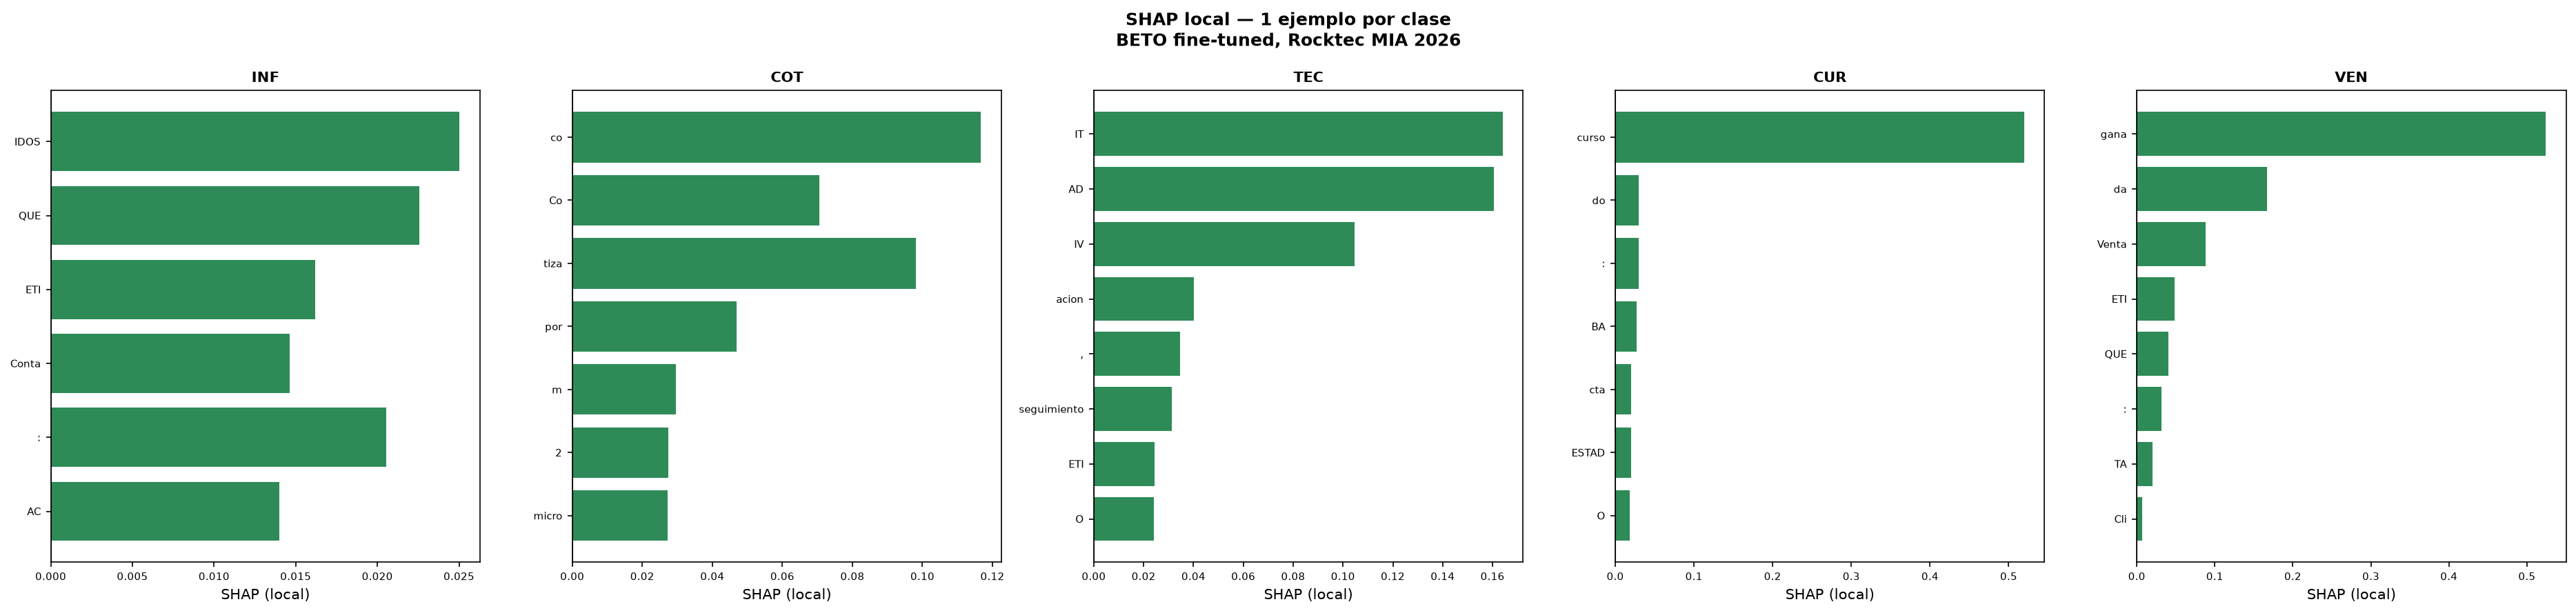 SHAP local — 1 ejemplo por clase
BETO fine-tuned, Rocktec MIA 2026
INF
IDOS
QUE
ETI
Conta
:
AC
0.000 0.005 0.010 0.015 0.020 0.025
SHAP (local)
COT
co
Co
tiza
por
m
2
micro
0.00 0.02 0.04 0.06 0.08 0.10 0.12
SHAP (local)
TEC
IT
AD
IV
acion
,
seguimiento
ETI
O
0.00 0.02 0.04 0.06 0.08 0.10 0.12 0.14 0.16
SHAP (local)
CUR
curso
do
:
BA
cta
ESTAD
O
0.0 0.1 0.2 0.3 0.4 0.5
SHAP (local)
VEN
gana
da
Venta
ETI
QUE
:
TA
Cli
0.0 0.1 0.2 0.3 0.4 0.5
SHAP (local)